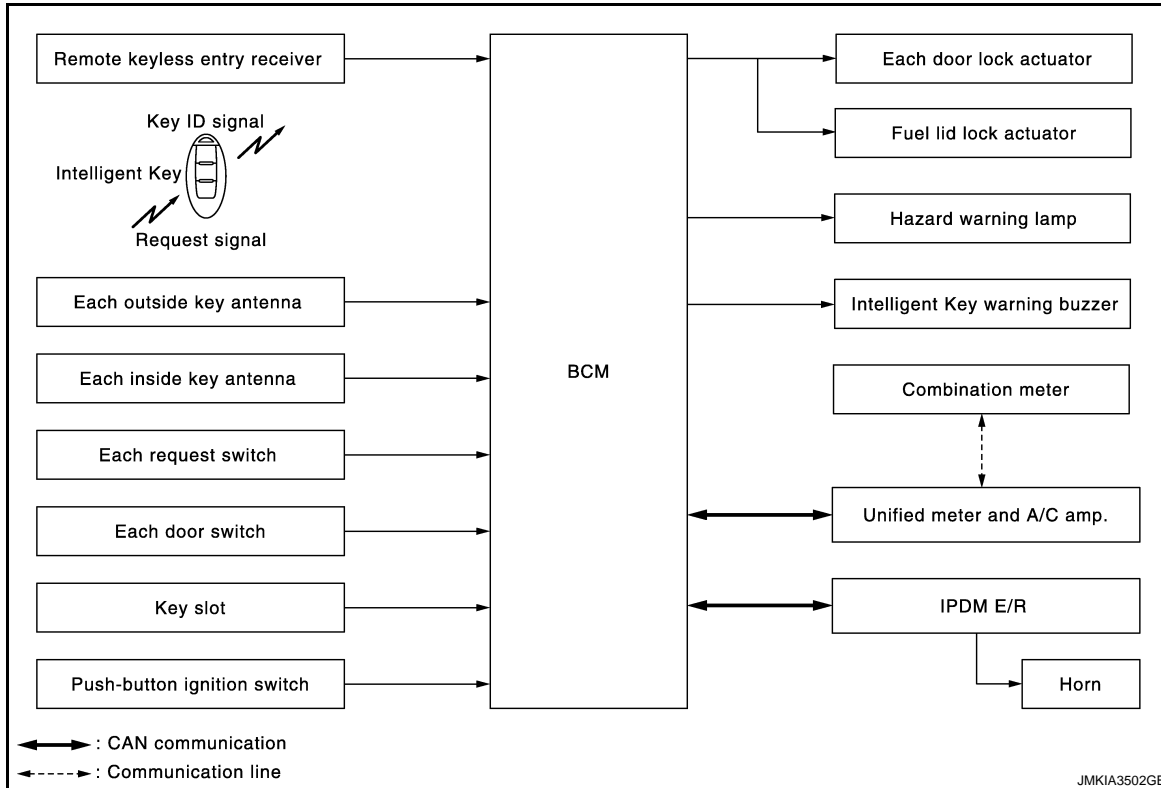 Remote keyless entry receiver
Key ID signal
Intelligent Key
Request signal
Each outside key antenna
Each inside key antenna
Each request switch
Each door switch
Key slot
Push-button ignition switch
BCM
Each door lock actuator
Fuel lid lock actuator
Hazard warning lamp
Intelligent Key warning buzzer
Combination meter
Unified meter and A/C amp.
IPDM E/R
Horn
: CAN communication
: Communication line
JMKIA3502GE